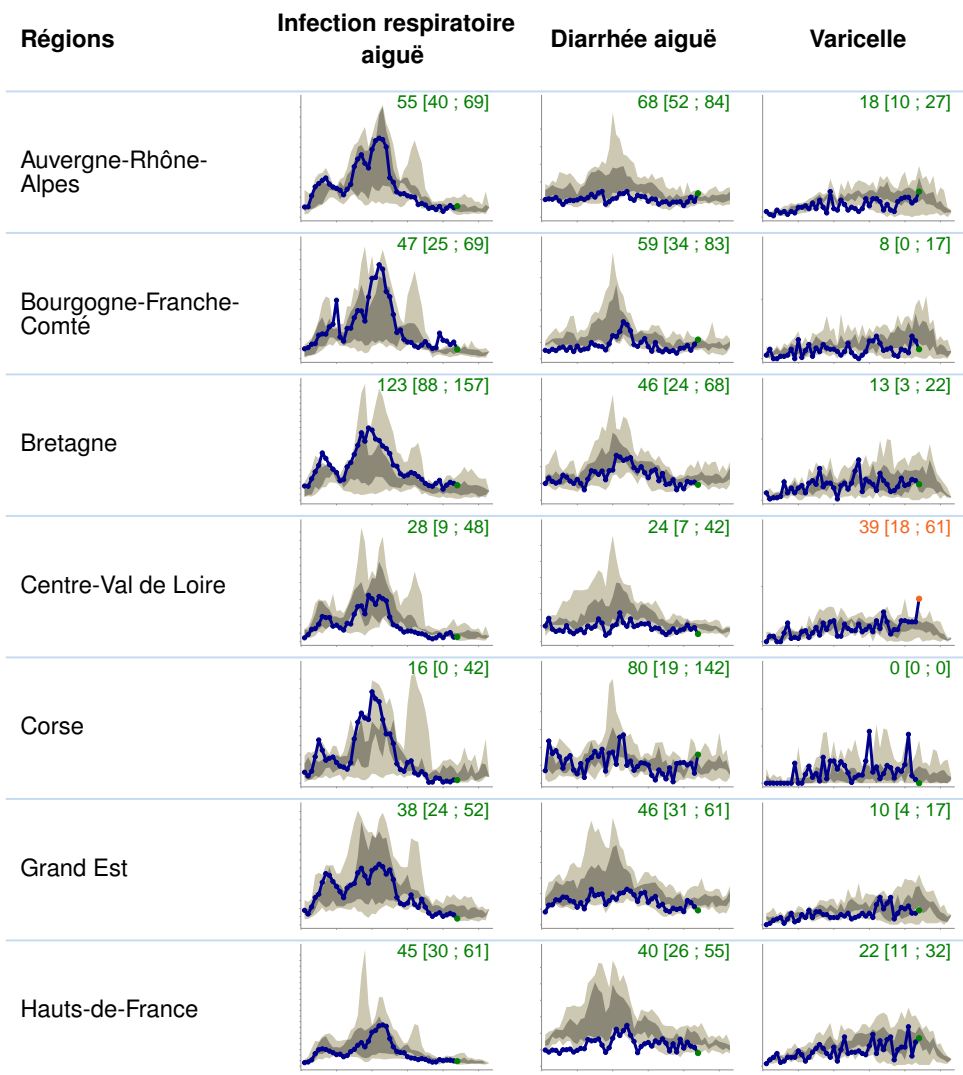 Régions
Infection respiratoire
aiguë
Diarrhée aiguë
Varicelle
Auvergne-Rhône-
Alpes
55 [40 ; 69]
68 [52 ; 84]
18 [10 ; 27]
Bourgogne-Franche-
Comté
47 [25 ; 69]
59 [34 ; 83]
8 [0 ; 17]
Bretagne
123 [88 ; 157]
46 [24 ; 68]
13 [3 ; 22]
Centre-Val de Loire
28 [9 ; 48]
24 [7 ; 42]
39 [18 ; 61]
Corse
16 [0 ; 42]
80 [19 ; 142]
0 [0 ; 0]
Grand Est
38 [24 ; 52]
46 [31 ; 61]
10 [4 ; 17]
Hauts-de-France
45 [30 ; 61]
40 [26 ; 55]
22 [11 ; 32]